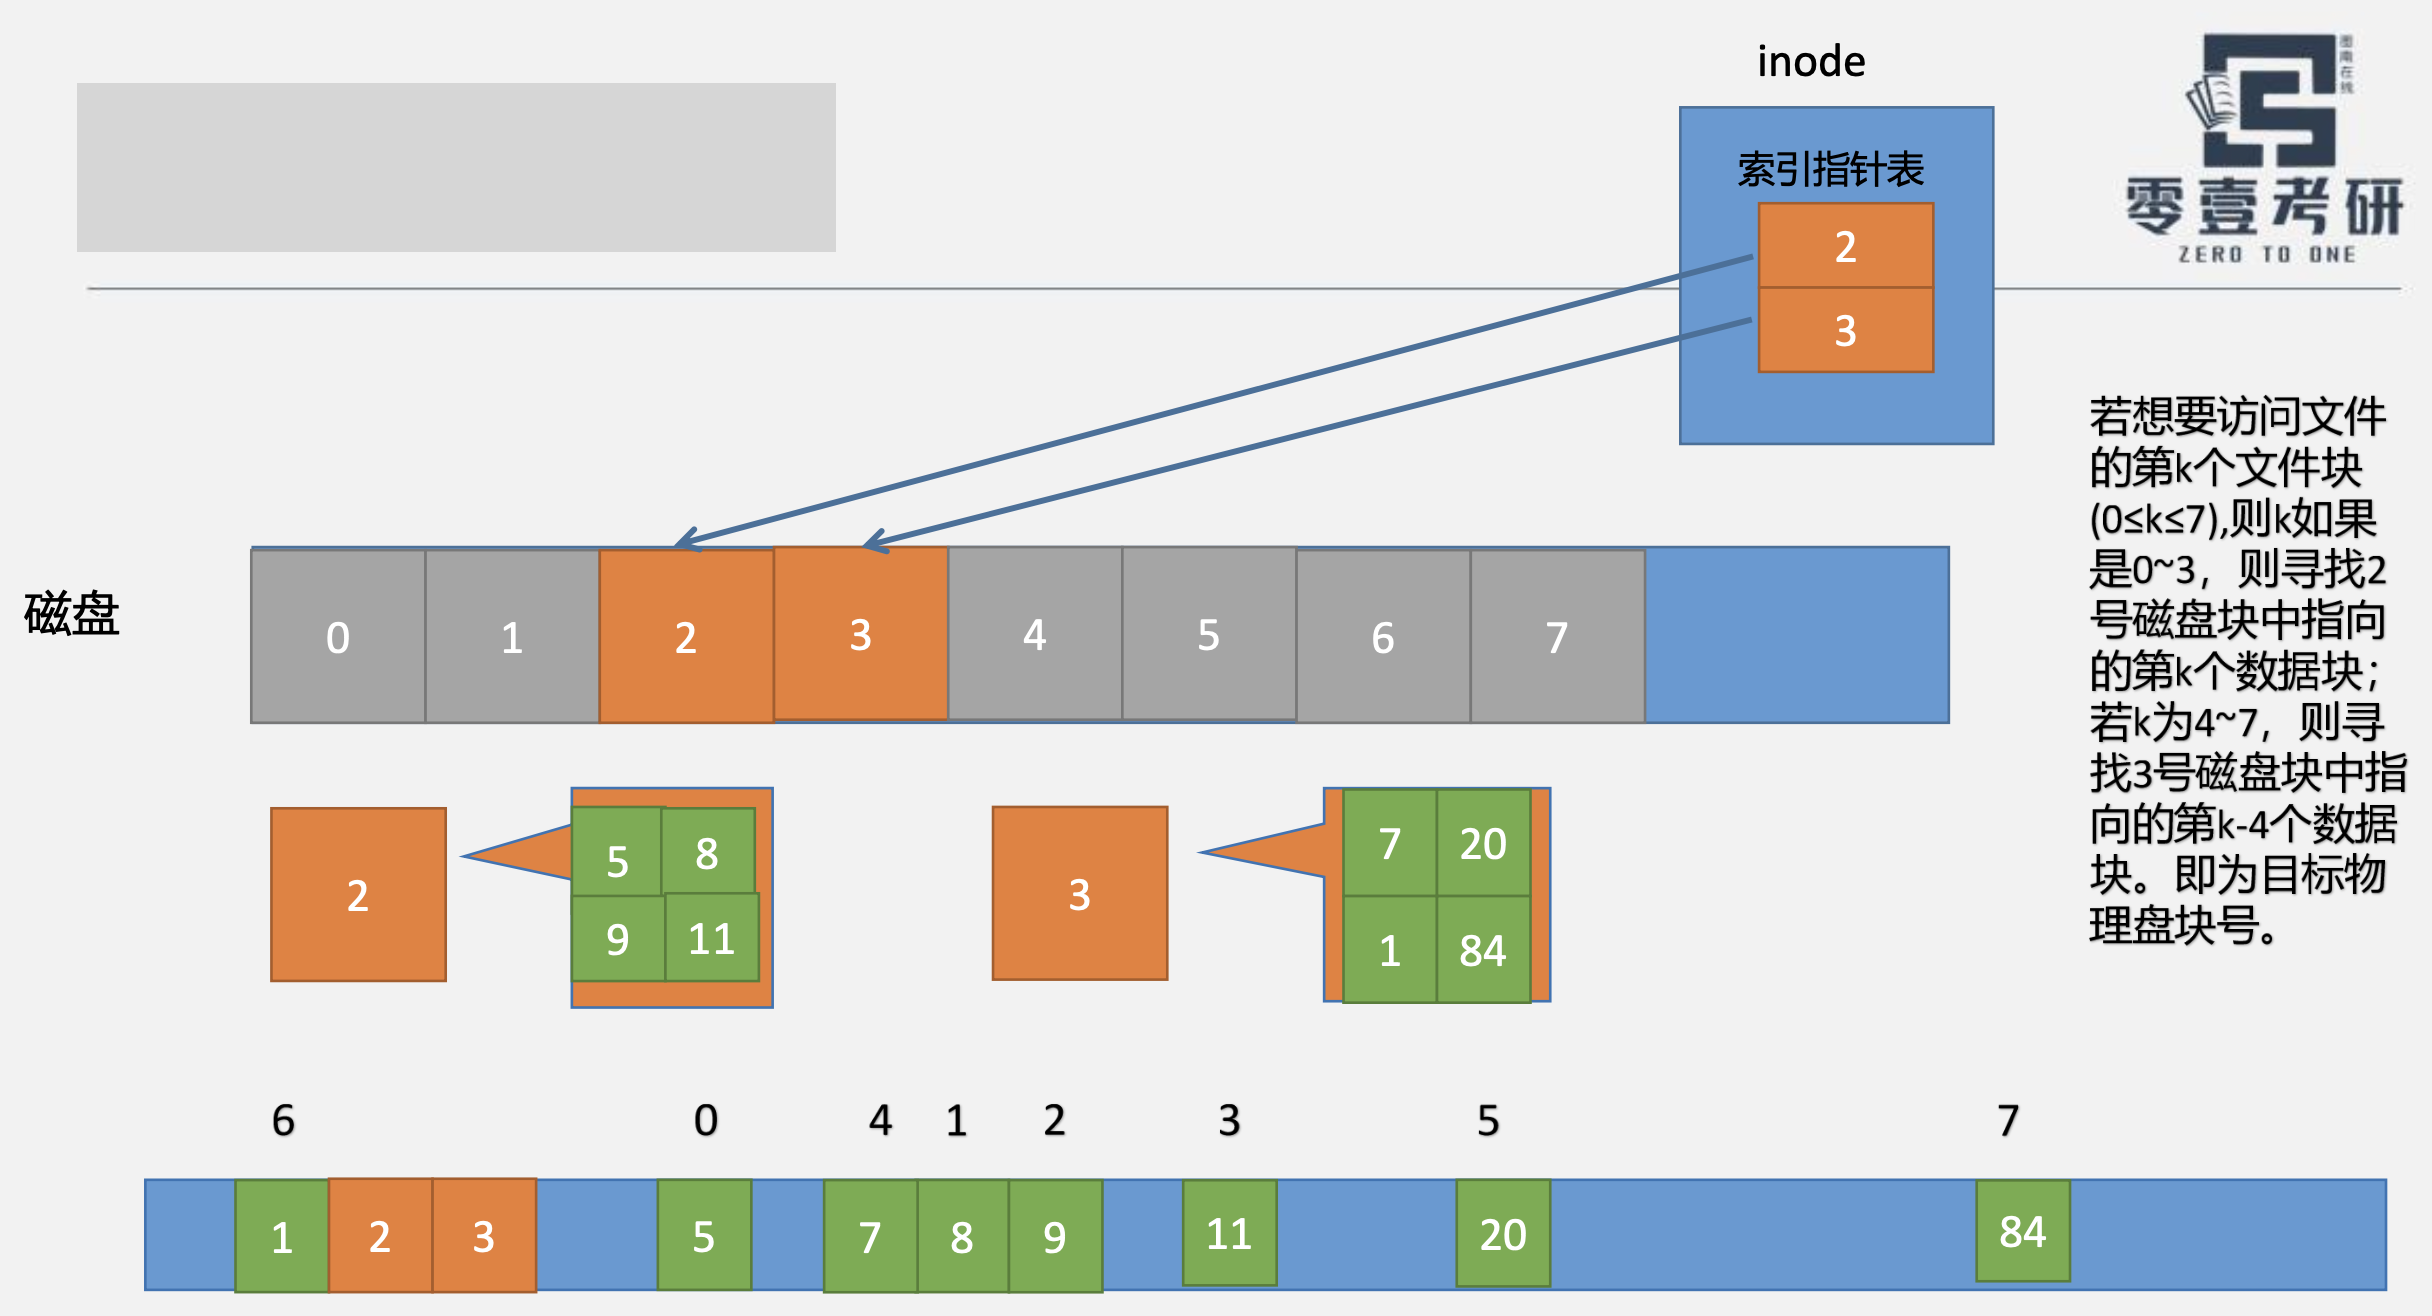 inode
图南在线
零壹考研
ZERO TO ONE
索引指针表
2
3
若想要访问文件
的第k个文件块
(0≤k≤7),则k如果
是0~3，则寻找2
号磁盘块中指向
的第k个数据块；
若k为4~7，则寻
找3号磁盘块中指
向的第k-4个数据
块。即为目标物
理盘块号。
磁盘
0 1 2 3 4 5 6 7
2
5 8
9 11
3
7 20
1 84
6 0 4 1 2 3 5 7
1 2 3 5 7 8 9 11 20 84